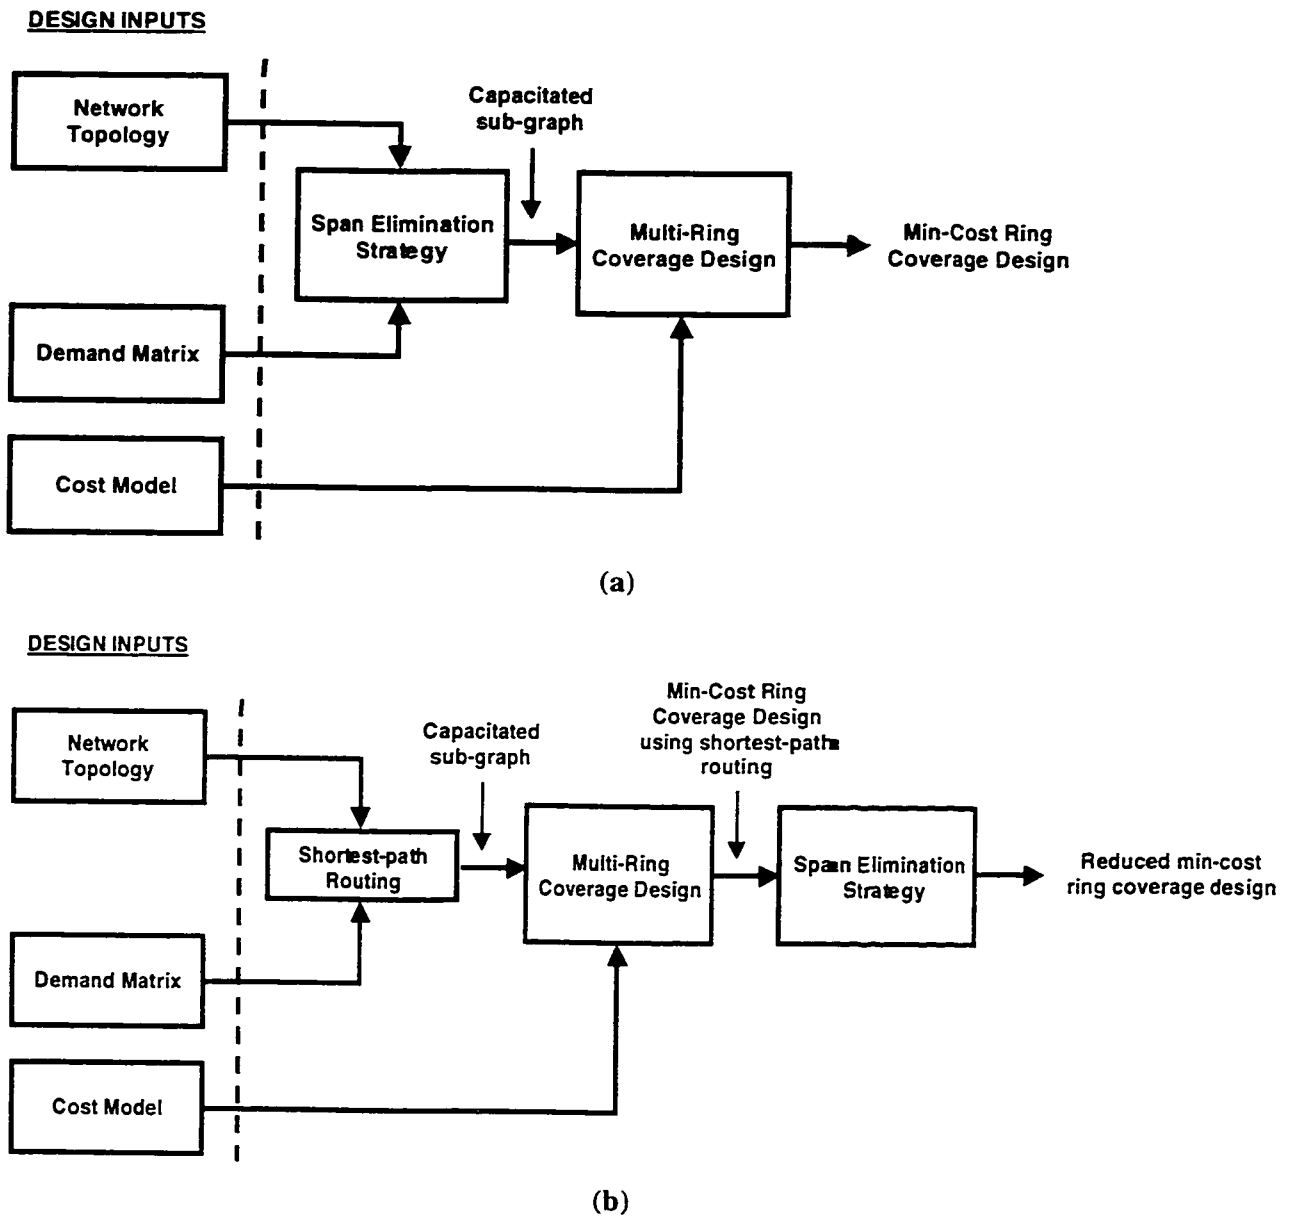 DESIGN INPUTS
Network
Topology
Capacitated
sub-graph
Span Elimination
Strategy
Multi-Ring
Coverage Design
Min-Cost Ring
Coverage Design
Demand Matrix
Cost Model
(a)
DESIGN INPUTS
Network
Topology
Capacitated
sub-graph
Min-Cost Ring
Coverage Design
using shortest-path
routing
Shortest-path
Routing
Multi-Ring
Coverage Design
Span Elimination
Strategy
Reduced min-cost
ring coverage design
Demand Matrix
Cost Model
(b)